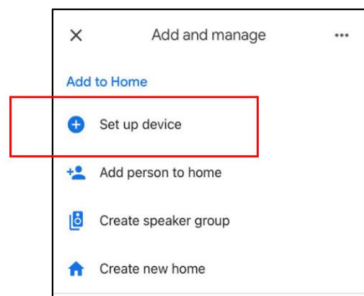 Add and manage
Add to Home
Set up device
Add person to home
Create speaker group
Create new home